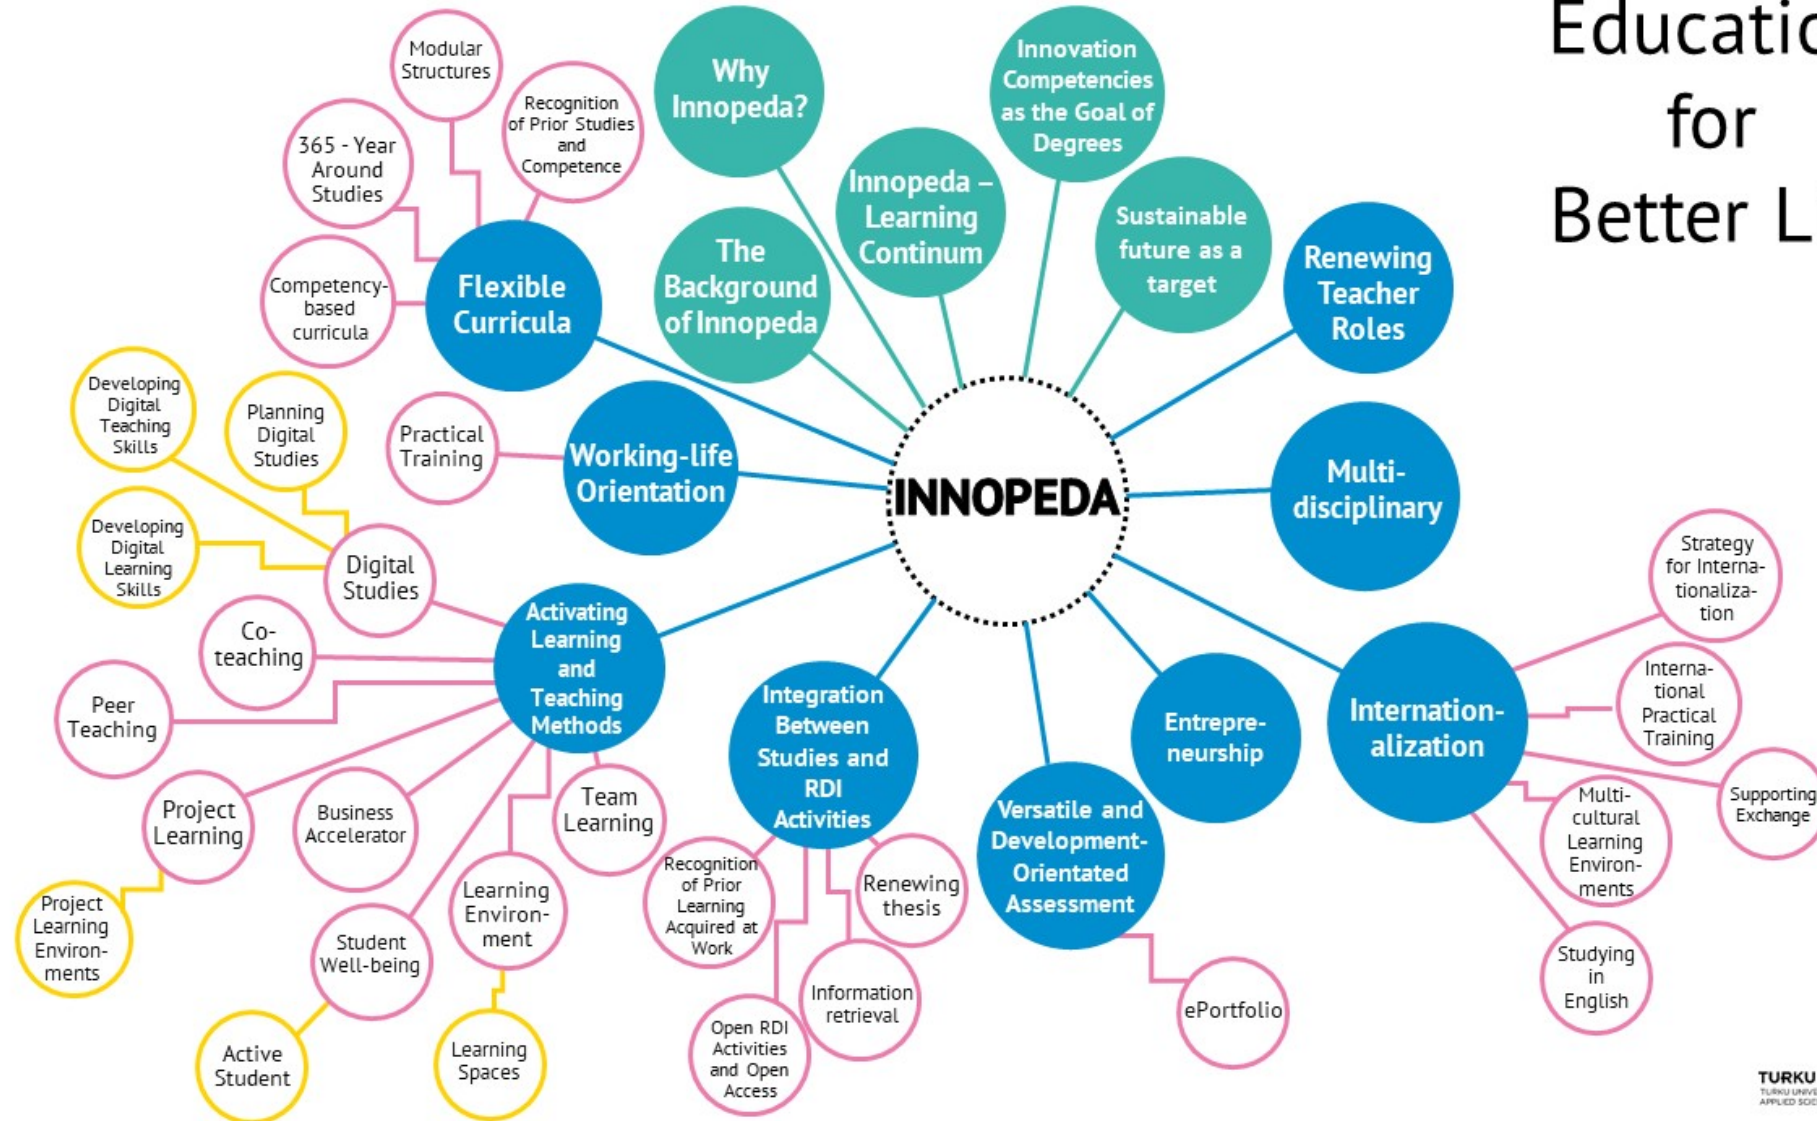 Educatio
for
Better L
Modular
Structures
Recognition
of Prior Studies
and
Competence
365 - Year
Around
Studies
Competency-
based
curricula
Flexible
Curricula
Why
Innopeda?
The
Background
of Innopeda
Innopeda –
Learning
Continum
Innovation
Competencies
as the Goal of
Degrees
Sustainable
future as a
target
Renewing
Teacher
Roles
Developing
Digital
Teaching
Skills
Planning
Digital
Studies
Practical
Training
Working-life
Orientation
INNOPEDA
Multi-
disciplinary
Developing
Digital
Learning
Skills
Digital
Studies
Co-
teaching
Peer
Teaching
Activating
Learning
and
Teaching
Methods
Project
Learning
Business
Accelerator
Team
Learning
Project
Learning
Environ-
ments
Student
Well-being
Learning
Environ-
ment
Active
Student
Learning
Spaces
Integration
Between
Studies and
RDI
Activities
Recognition
of Prior
Learning
Acquired at
Work
Renewing
thesis
Information
retrieval
Open RDI
Activities
and Open
Access
Versatile and
Development-
Orientated
Assessment
ePortfolio
Entrepre-
neurship
Internation-
alization
Strategy
for Interna-
tionaliza-
tion
Interna-
tional
Practical
Training
Supporting
Exchange
Multi-
cultural
Learning
Environ-
ments
Studying
in
English
TURKU
TURKU UNIVE
APPLIED SCIE